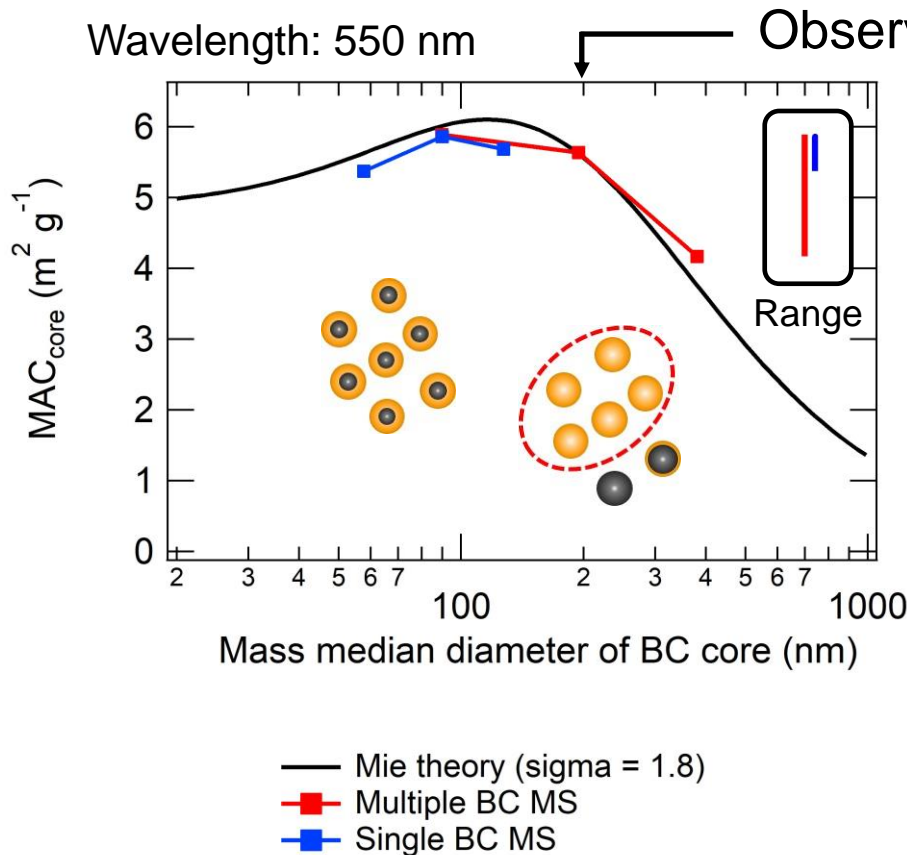 Wavelength: 550 nm
Observ
6
5
4
3
2
1
0
MAC_core (m² g⁻¹)
Range
2 3 4 5 6 7 2 3 4 5 6 7
100 1000
Mass median diameter of BC core (nm)
Mie theory (sigma = 1.8)
Multiple BC MS
Single BC MS